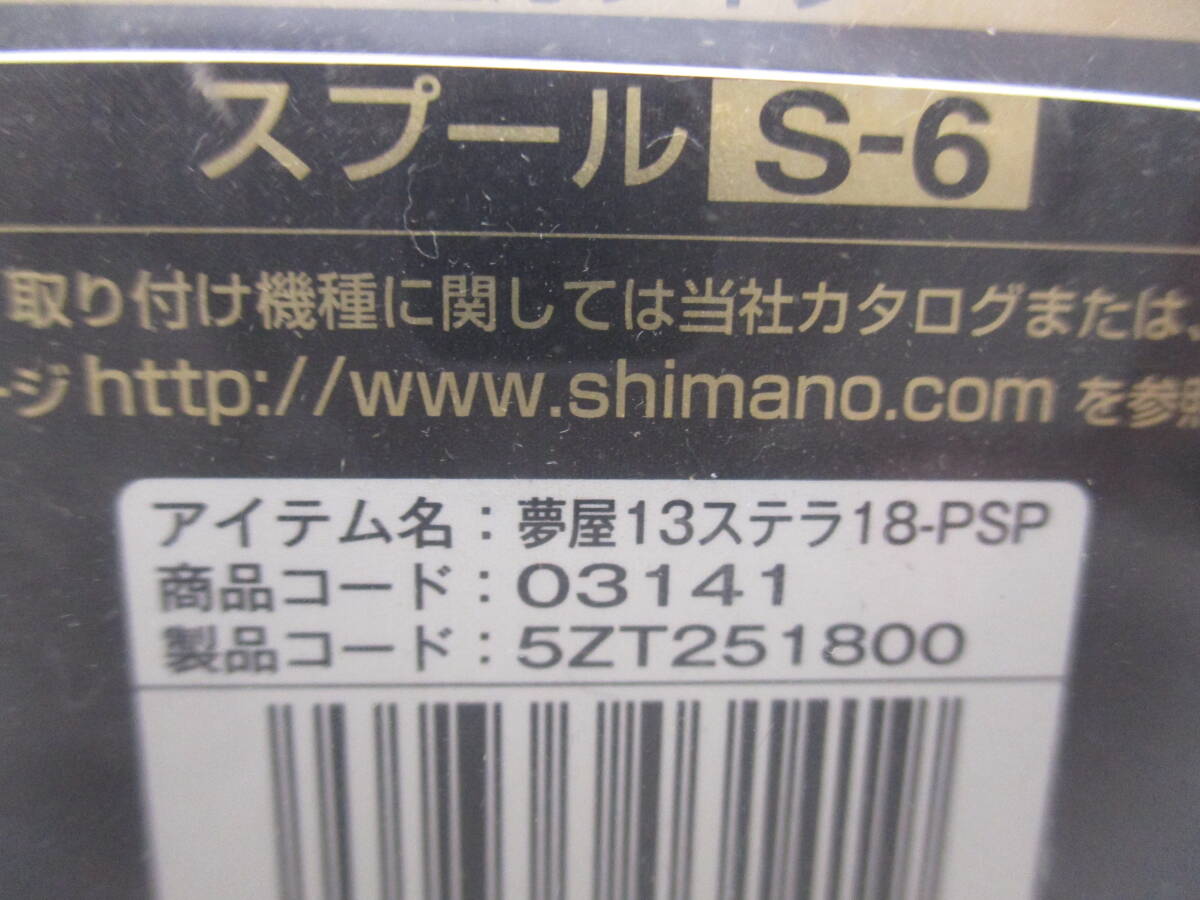 スプール S-6
取り付け機種に関しては当社カタログまたは、
ージ http://www.shimano.com を参照
アイテム名：夢屋13ステラ18-PSP
商品コード：03141
製品コード：5ZT251800